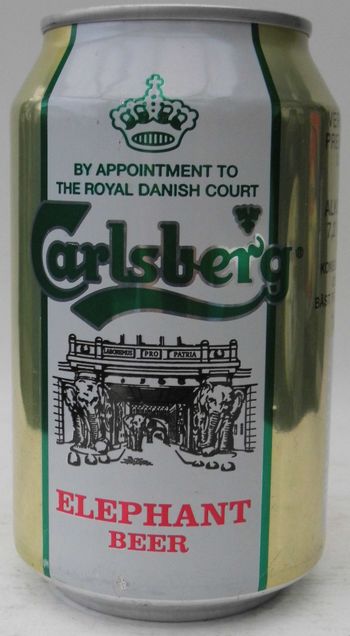 BY APPOINTMENT TO
THE ROYAL DANISH COURT
Carlsberg®
LABOREMUS PRO PATRIA
ELEPHANT
BEER